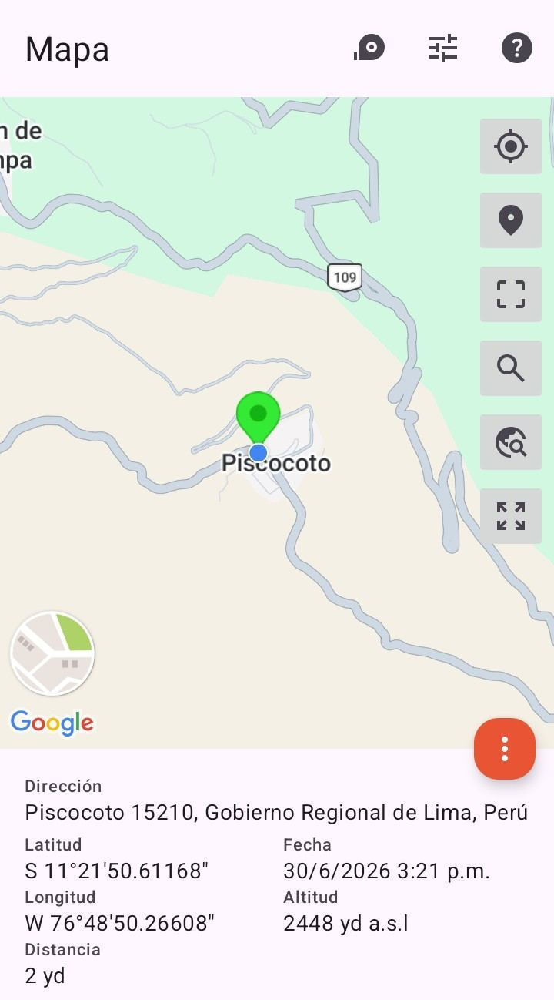 Mapa
n de
npa
109
Piscocoto
Google
Dirección
Piscocoto 15210, Gobierno Regional de Lima, Perú
Latitud
S 11°21'50.61168"
Fecha
30/6/2026 3:21 p.m.
Longitud
W 76°48'50.26608"
Altitud
2448 yd a.s.l
Distancia
2 yd